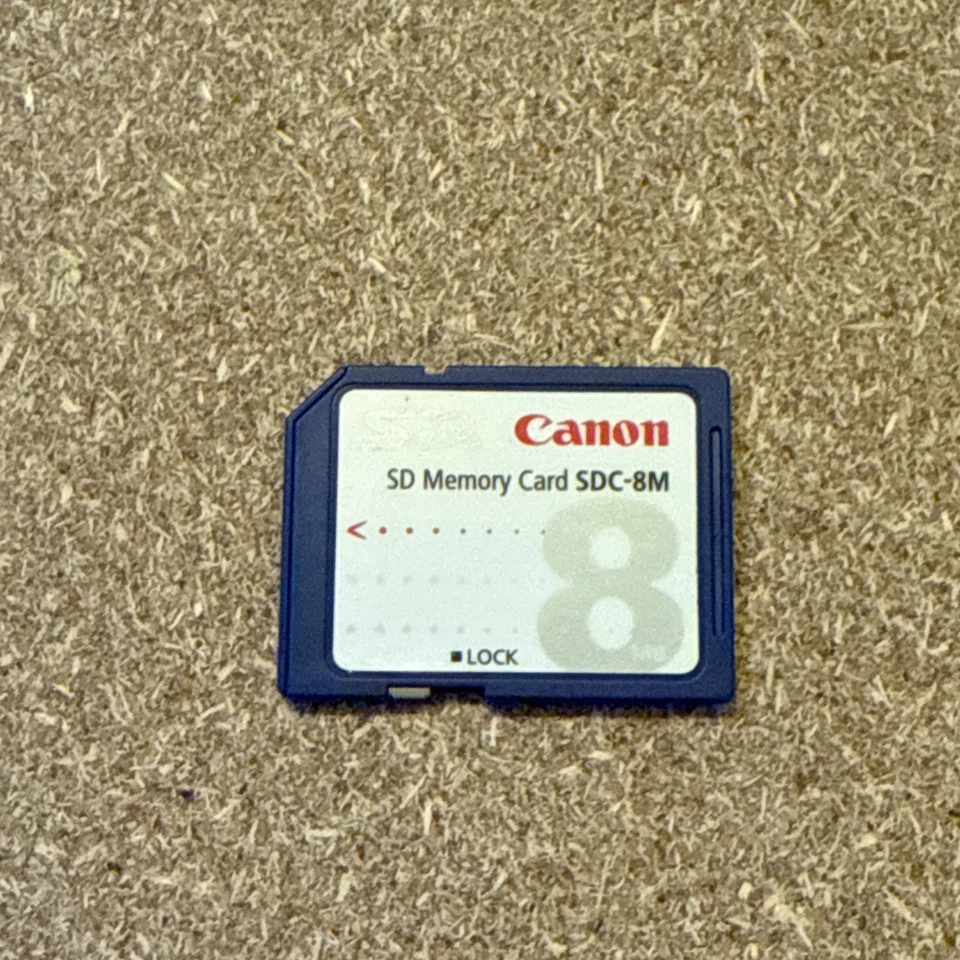 Canon
SD Memory Card SDC-8M
<
8
■ LOCK